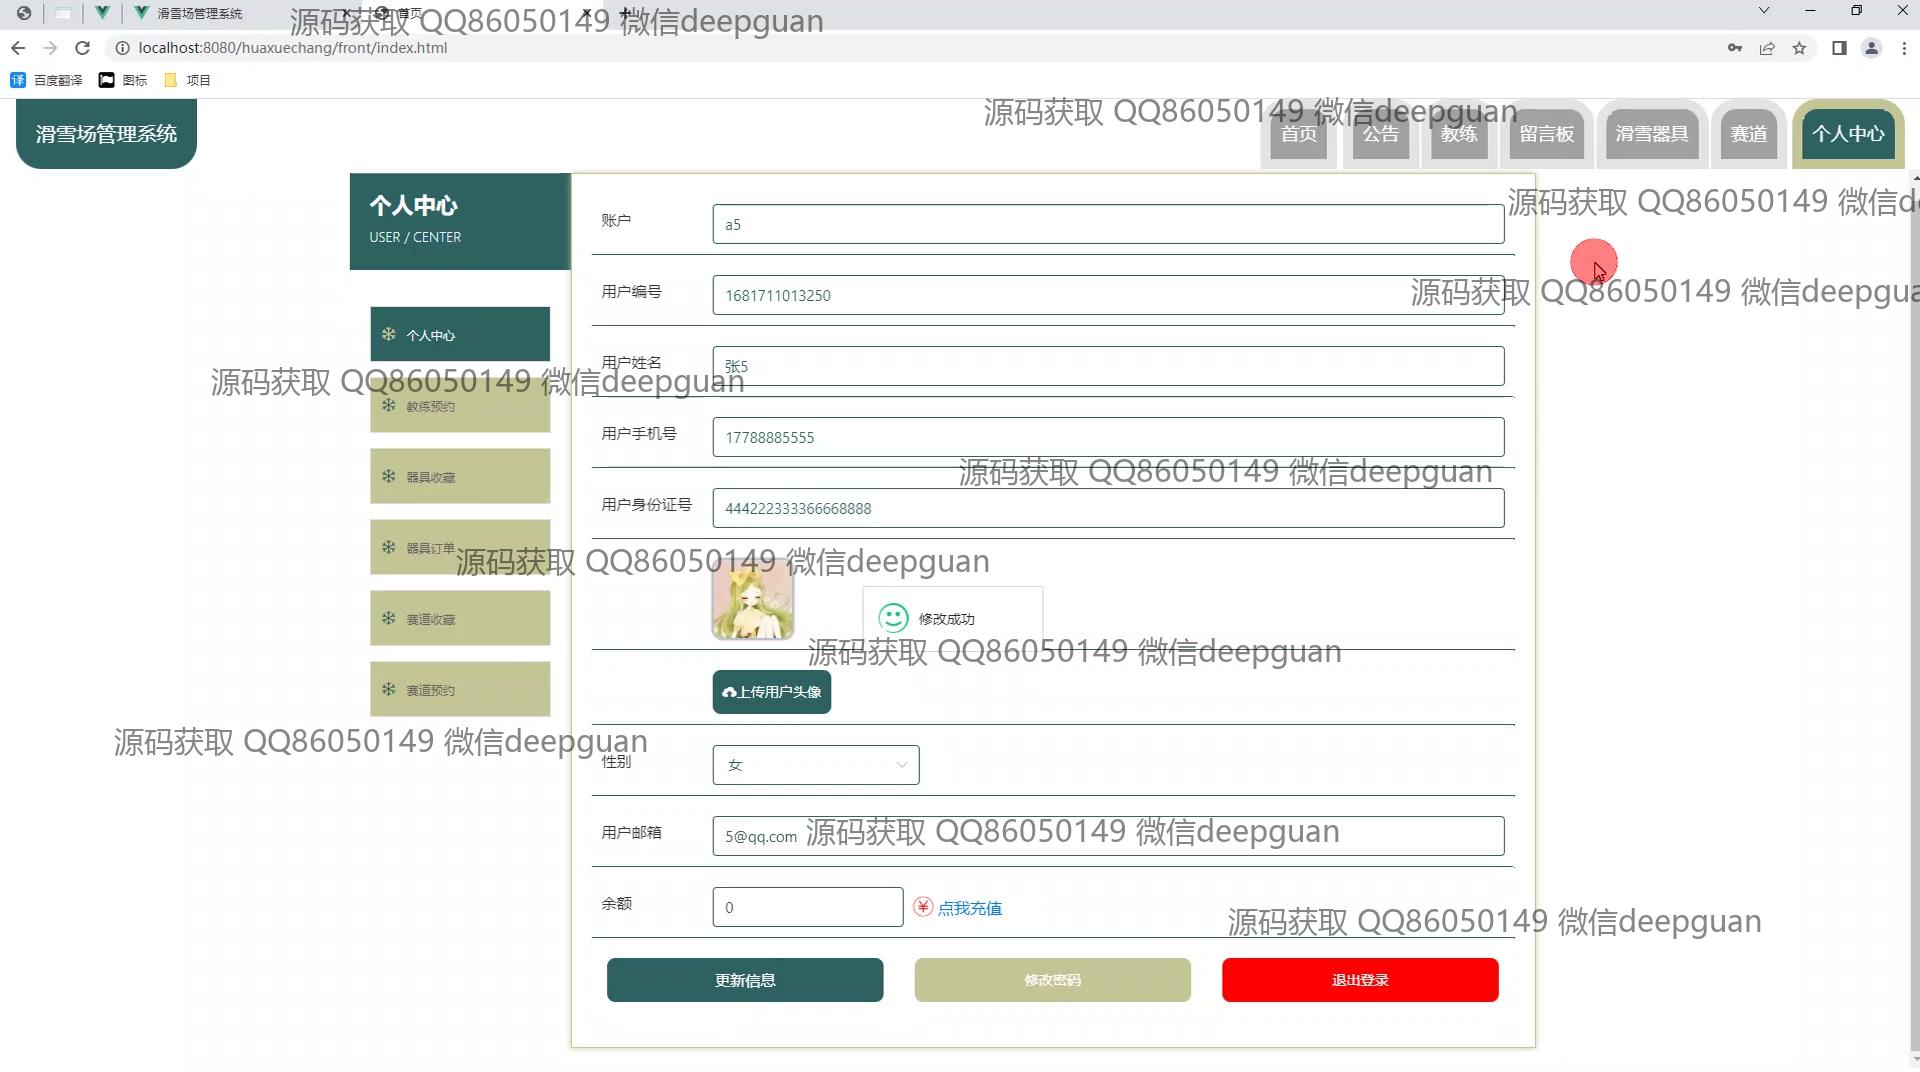 滑雪场管理系统
首页
源码获取 QQ86050149 微信deepguan
localhost:8080/huaxuechang/front/index.html
百度翻译
图标
项目
滑雪场管理系统
源码获取 QQ86050149 微信deepguan
首页
公告
教练
留言板
滑雪器具
赛道
个人中心
个人中心
USER / CENTER
源码获取 QQ86050149 微信de
账户
a5
用户编号
1681711013250
源码获取 QQ86050149 微信deepgua
个人中心
用户姓名
张5
源码获取 QQ86050149 微信deepguan
教练预约
用户手机号
17788885555
器具收藏
源码获取 QQ86050149 微信deepguan
用户身份证号
444222333366668888
器具订单
源码获取 QQ86050149 微信deepguan
赛道收藏
修改成功
源码获取 QQ86050149 微信deepguan
赛道预约
上传用户头像
源码获取 QQ86050149 微信deepguan
性别
女
用户邮箱
5@qq.com
源码获取 QQ86050149 微信deepguan
余额
0
点我充值
源码获取 QQ86050149 微信deepguan
更新信息
修改密码
退出登录